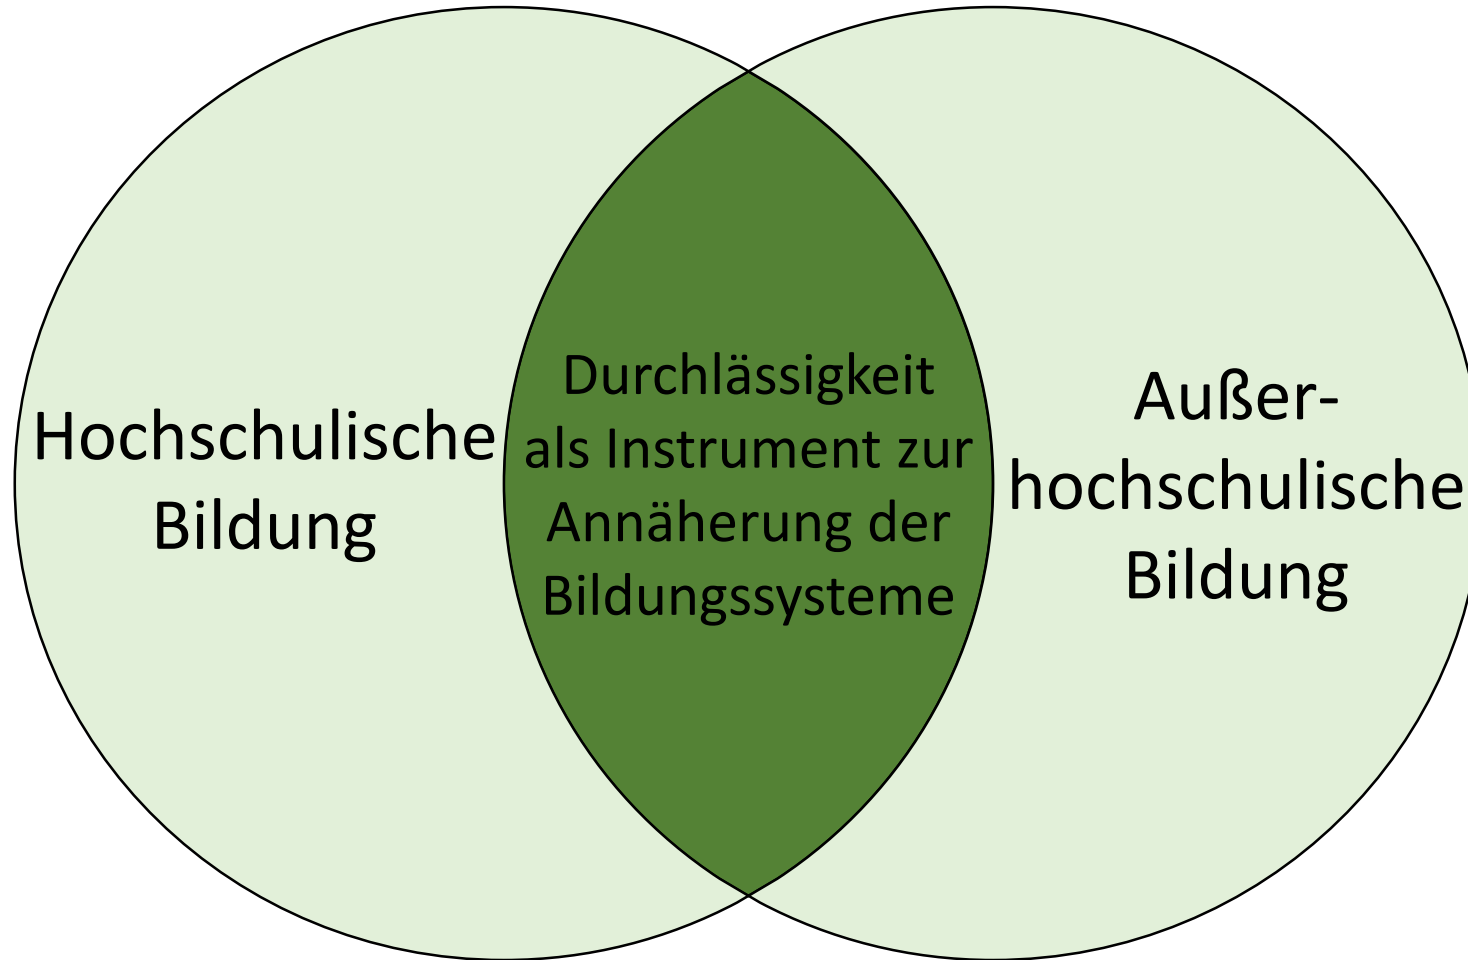 Hochschulische
Bildung
Durchlässigkeit
als Instrument zur
Annäherung der
Bildungssysteme
Außer-
hochschulische
Bildung